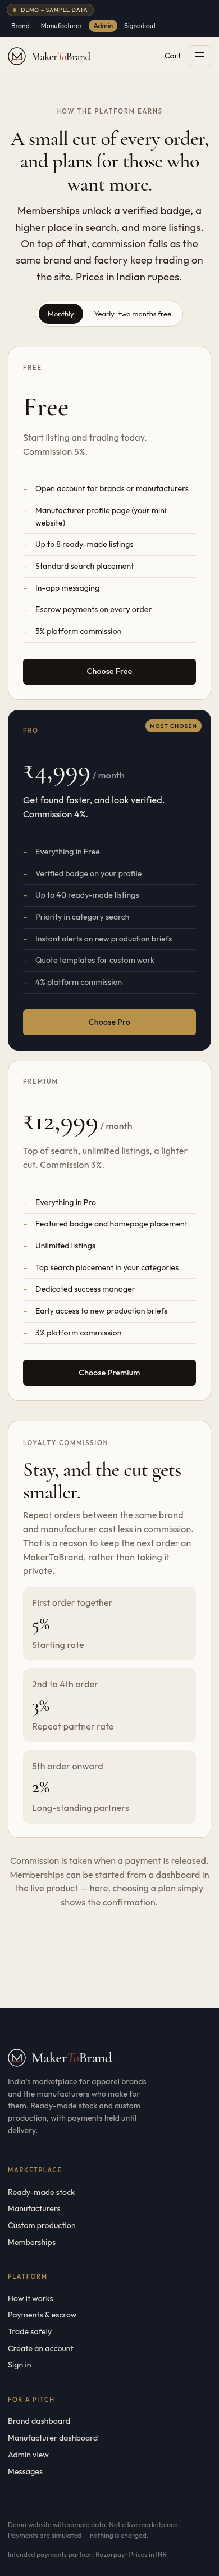 DEMO – SAMPLE DATA
Brand Manufacturer Admin Signed out
MakerToBrand Cart
HOW THE PLATFORM EARNS
A small cut of every order,
and plans for those who
want more.
Memberships unlock a verified badge, a
higher place in search, and more listings.
On top of that, commission falls as the
same brand and factory keep trading on
the site. Prices in Indian rupees.
Monthly Yearly · two months free
FREE
Free
Start listing and trading today.
Commission 5%.
– Open account for brands or manufacturers
– Manufacturer profile page (your mini
website)
– Up to 8 ready-made listings
– Standard search placement
– In-app messaging
– Escrow payments on every order
– 5% platform commission
Choose Free
MOST CHOSEN
PRO
₹4,999 / month
Get found faster, and look verified.
Commission 4%.
– Everything in Free
– Verified badge on your profile
– Up to 40 ready-made listings
– Priority in category search
– Instant alerts on new production briefs
– Quote templates for custom work
– 4% platform commission
Choose Pro
PREMIUM
₹12,999 / month
Top of search, unlimited listings, a lighter
cut. Commission 3%.
– Everything in Pro
– Featured badge and homepage placement
– Unlimited listings
– Top search placement in your categories
– Dedicated success manager
– Early access to new production briefs
– 3% platform commission
Choose Premium
LOYALTY COMMISSION
Stay, and the cut gets
smaller.
Repeat orders between the same brand
and manufacturer cost less in commission.
That is a reason to keep the next order on
MakerToBrand, rather than taking it
private.
First order together
5%
Starting rate
2nd to 4th order
3%
Repeat partner rate
5th order onward
2%
Long-standing partners
Commission is taken when a payment is released.
Memberships can be started from a dashboard in
the live product — here, choosing a plan simply
shows the confirmation.
MakerToBrand
India's marketplace for apparel brands
and the manufacturers who make for
them. Ready-made stock and custom
production, with payments held until
delivery.
MARKETPLACE
Ready-made stock
Manufacturers
Custom production
Memberships
PLATFORM
How it works
Payments & escrow
Trade safely
Create an account
Sign in
FOR A PITCH
Brand dashboard
Manufacturer dashboard
Admin view
Messages
Demo website with sample data. Not a live marketplace.
Payments are simulated — nothing is charged.
Intended payments partner: Razorpay · Prices in INR